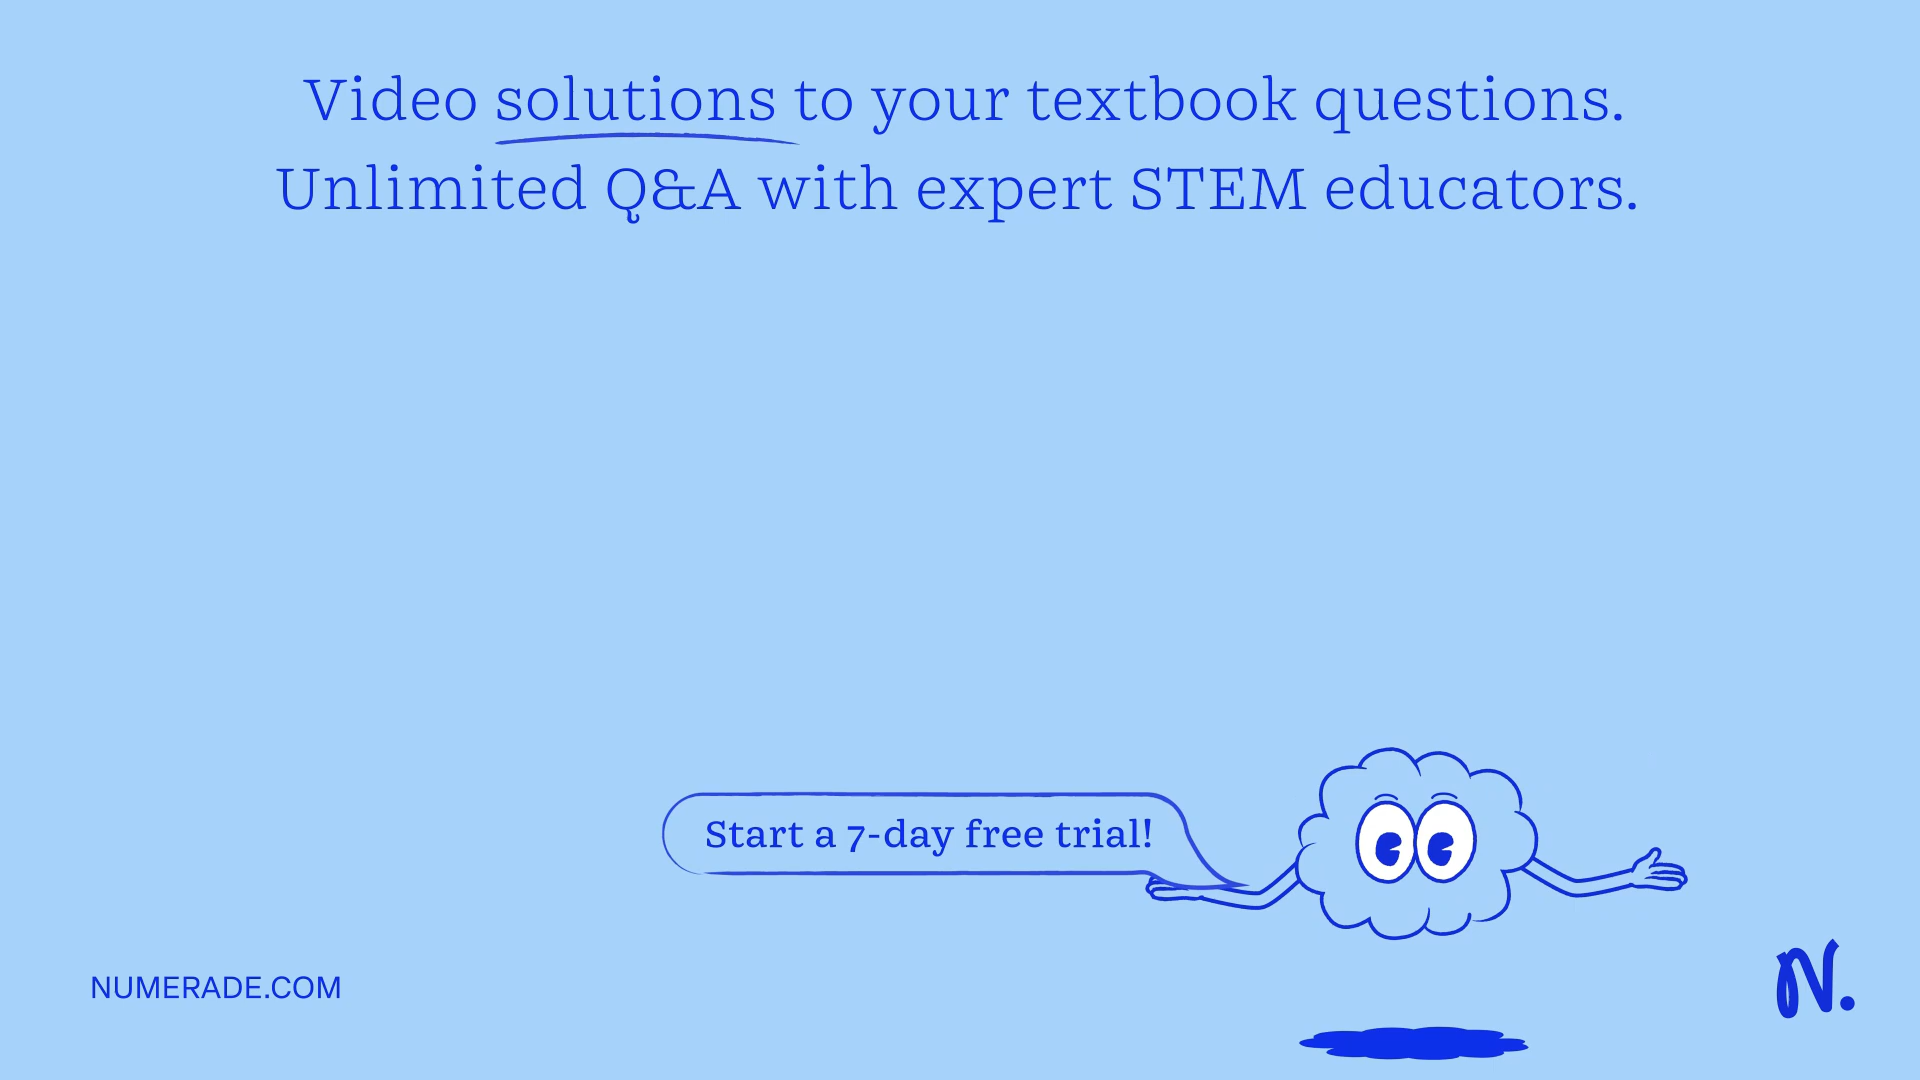 Video solutions to your textbook questions.
Unlimited Q&A with expert STEM educators.
Start a 7-day free trial!
NUMERADE.COM
N.